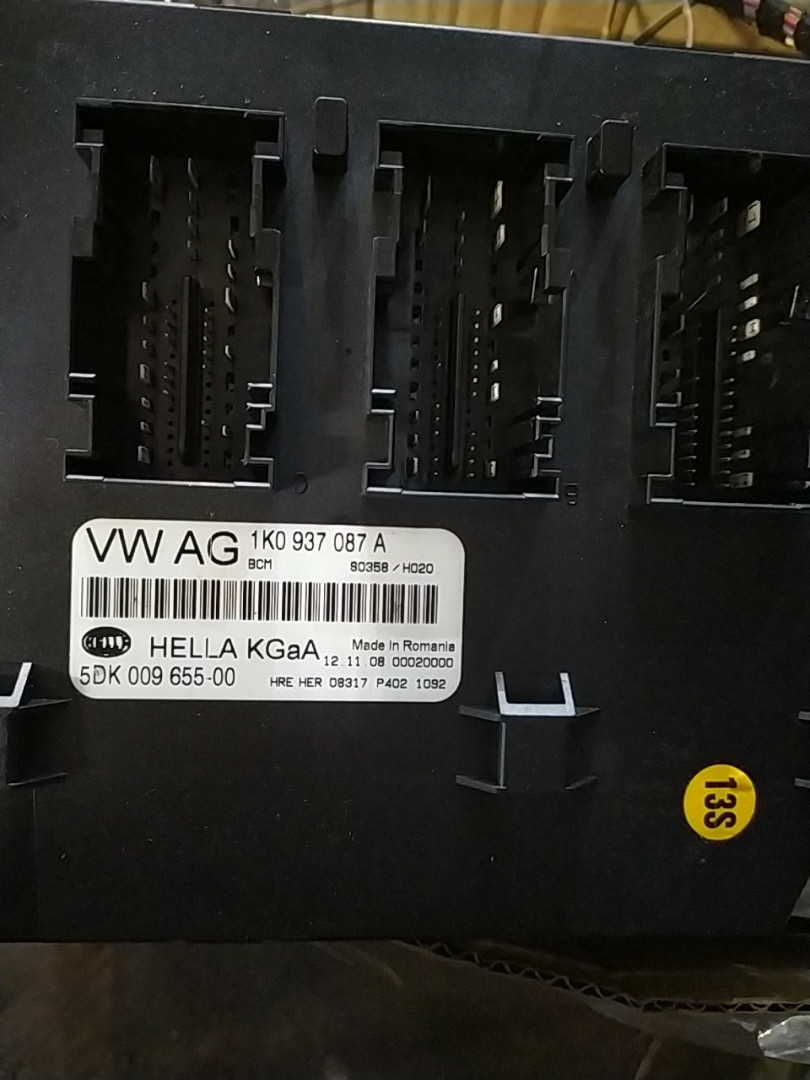 VW AG 1K0 937 087 A
BCM S0358 / H020
HELLA KGaA Made in Romania
12.11.08 00020000
5DK 009 655-00 HRE HER 08317 P402 1092
13S